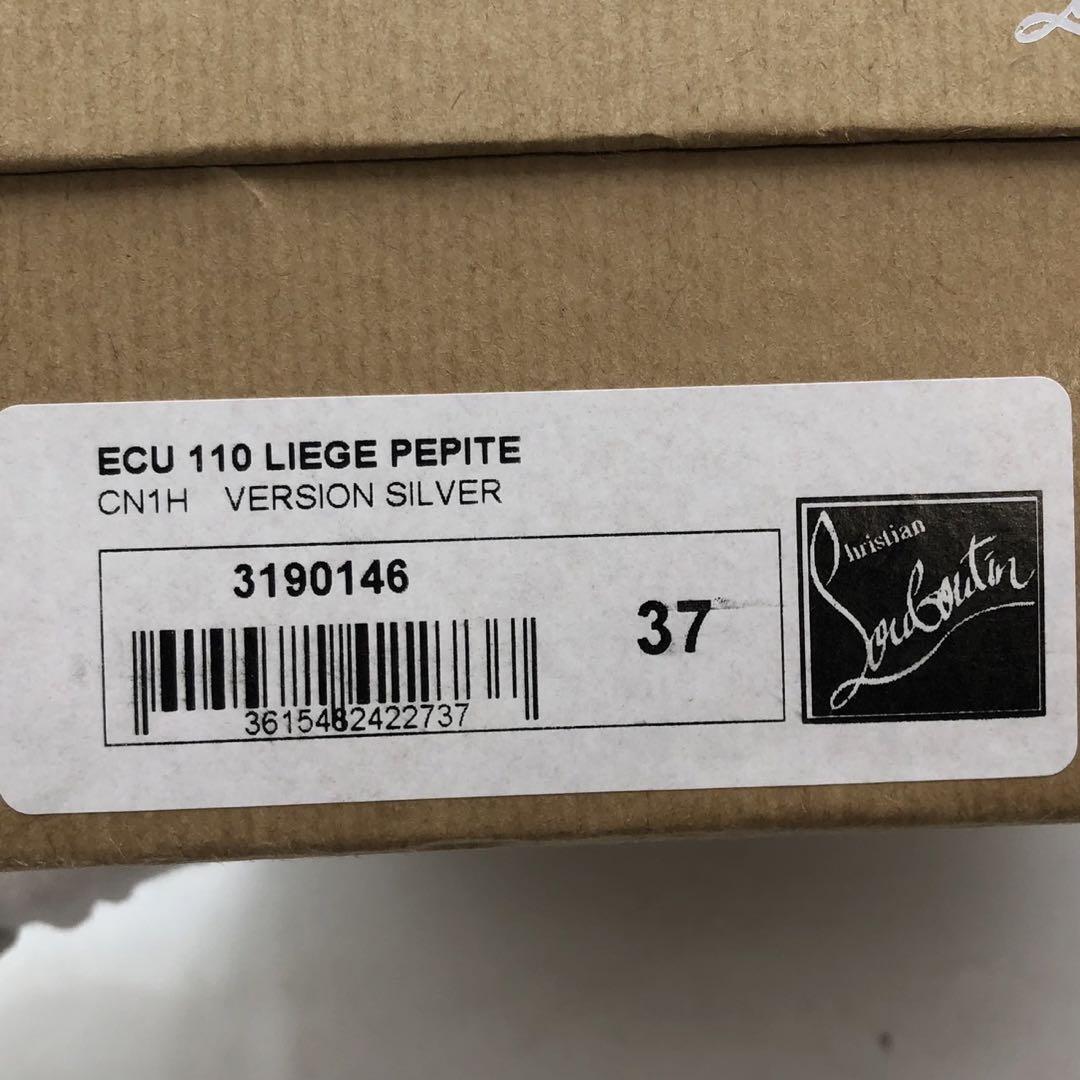 ECU 110 LIEGE PEPITE
CN1H VERSION SILVER
3190146
37
3615482422737
Christian
Louboutin